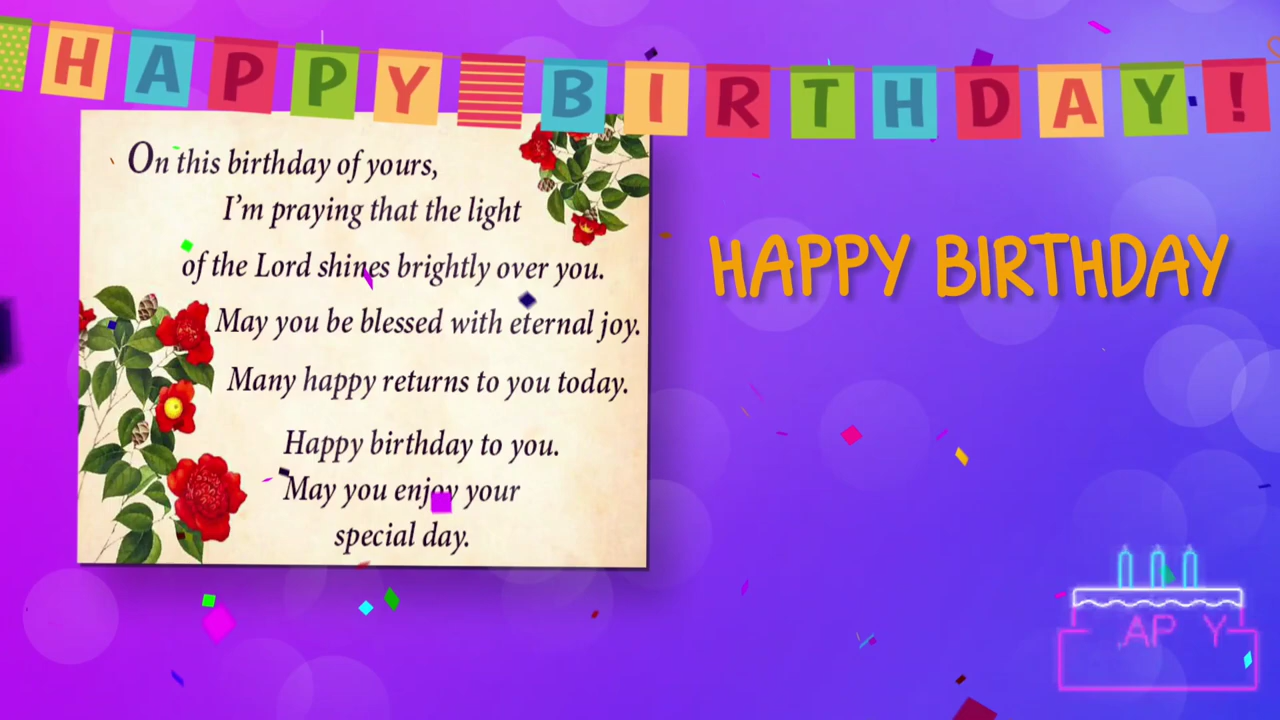 HAPPY BIRTHDAY!
On this birthday of yours,
I'm praying that the light
of the Lord shines brightly over you.
May you be blessed with eternal joy.
Many happy returns to you today.
Happy birthday to you.
May you enjoy your
special day.
HAPPY BIRTHDAY
AP Y